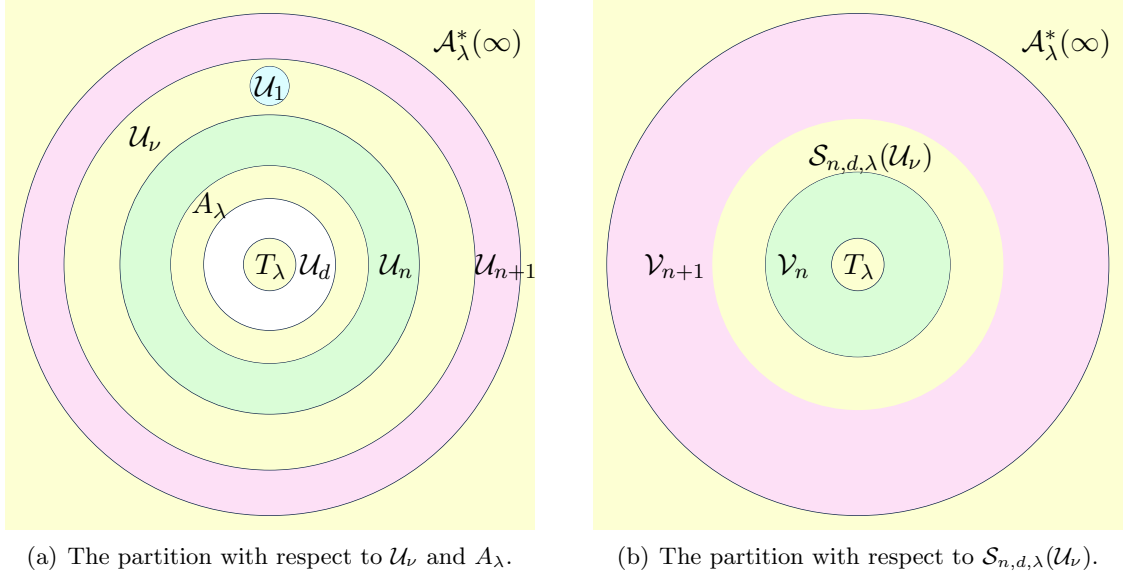 𝒜*_λ(∞)
𝒰₁
𝒰_ν
A_λ
T_λ 𝒰_d 𝒰_n 𝒰_{n+1}
(a) The partition with respect to 𝒰_ν and A_λ.
𝒜*_λ(∞)
𝒮_{n,d,λ}(𝒰_ν)
𝒱_{n+1} 𝒱_n T_λ
(b) The partition with respect to 𝒮_{n,d,λ}(𝒰_ν).